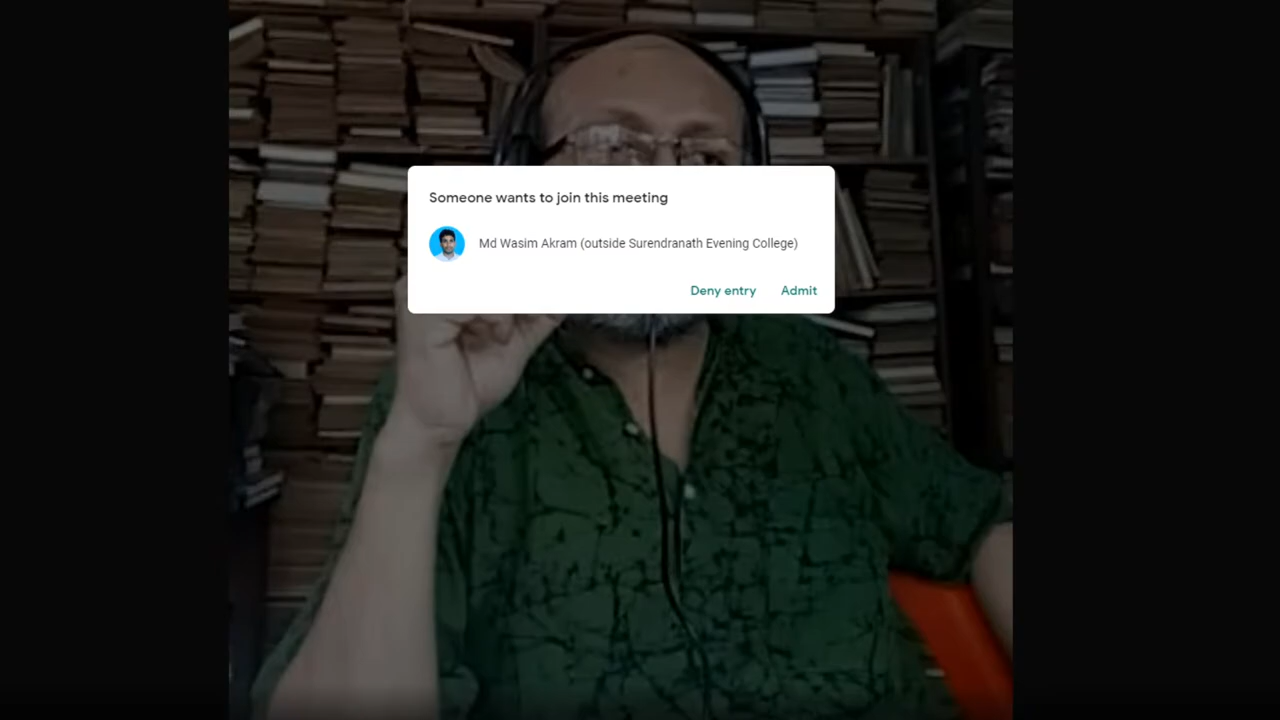 Someone wants to join this meeting
Md Wasim Akram (outside Surendranath Evening College)
Deny entry Admit